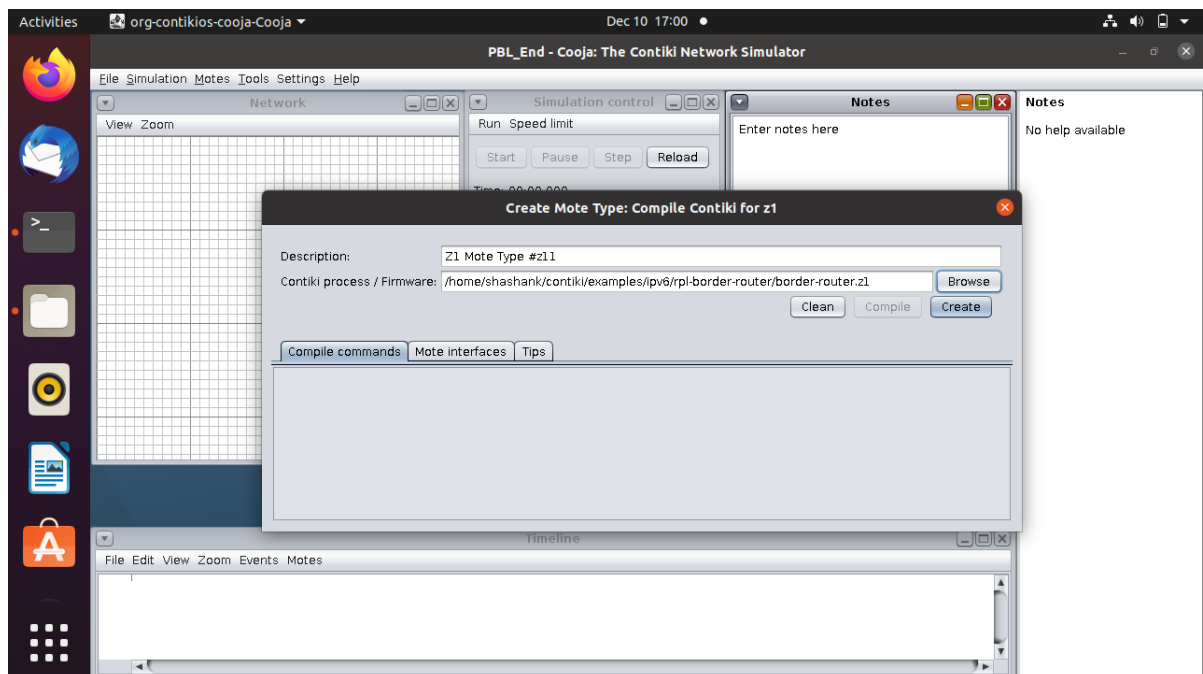 Activities org-contikios-cooja-Cooja Dec 10 17:00
PBL_End - Cooja: The Contiki Network Simulator
File Simulation Motes Tools Settings Help
Network
View Zoom
Simulation control
Run Speed limit
Start Pause Step Reload
Time: 00:00.000
Notes
Enter notes here
Notes
No help available
Create Mote Type: Compile Contiki for z1
Description: Z1 Mote Type #z11
Contiki process / Firmware: /home/shashank/contiki/examples/ipv6/rpl-border-router/border-router.z1 Browse
Clean Compile Create
Compile commands Mote interfaces Tips
Timeline
File Edit View Zoom Events Motes